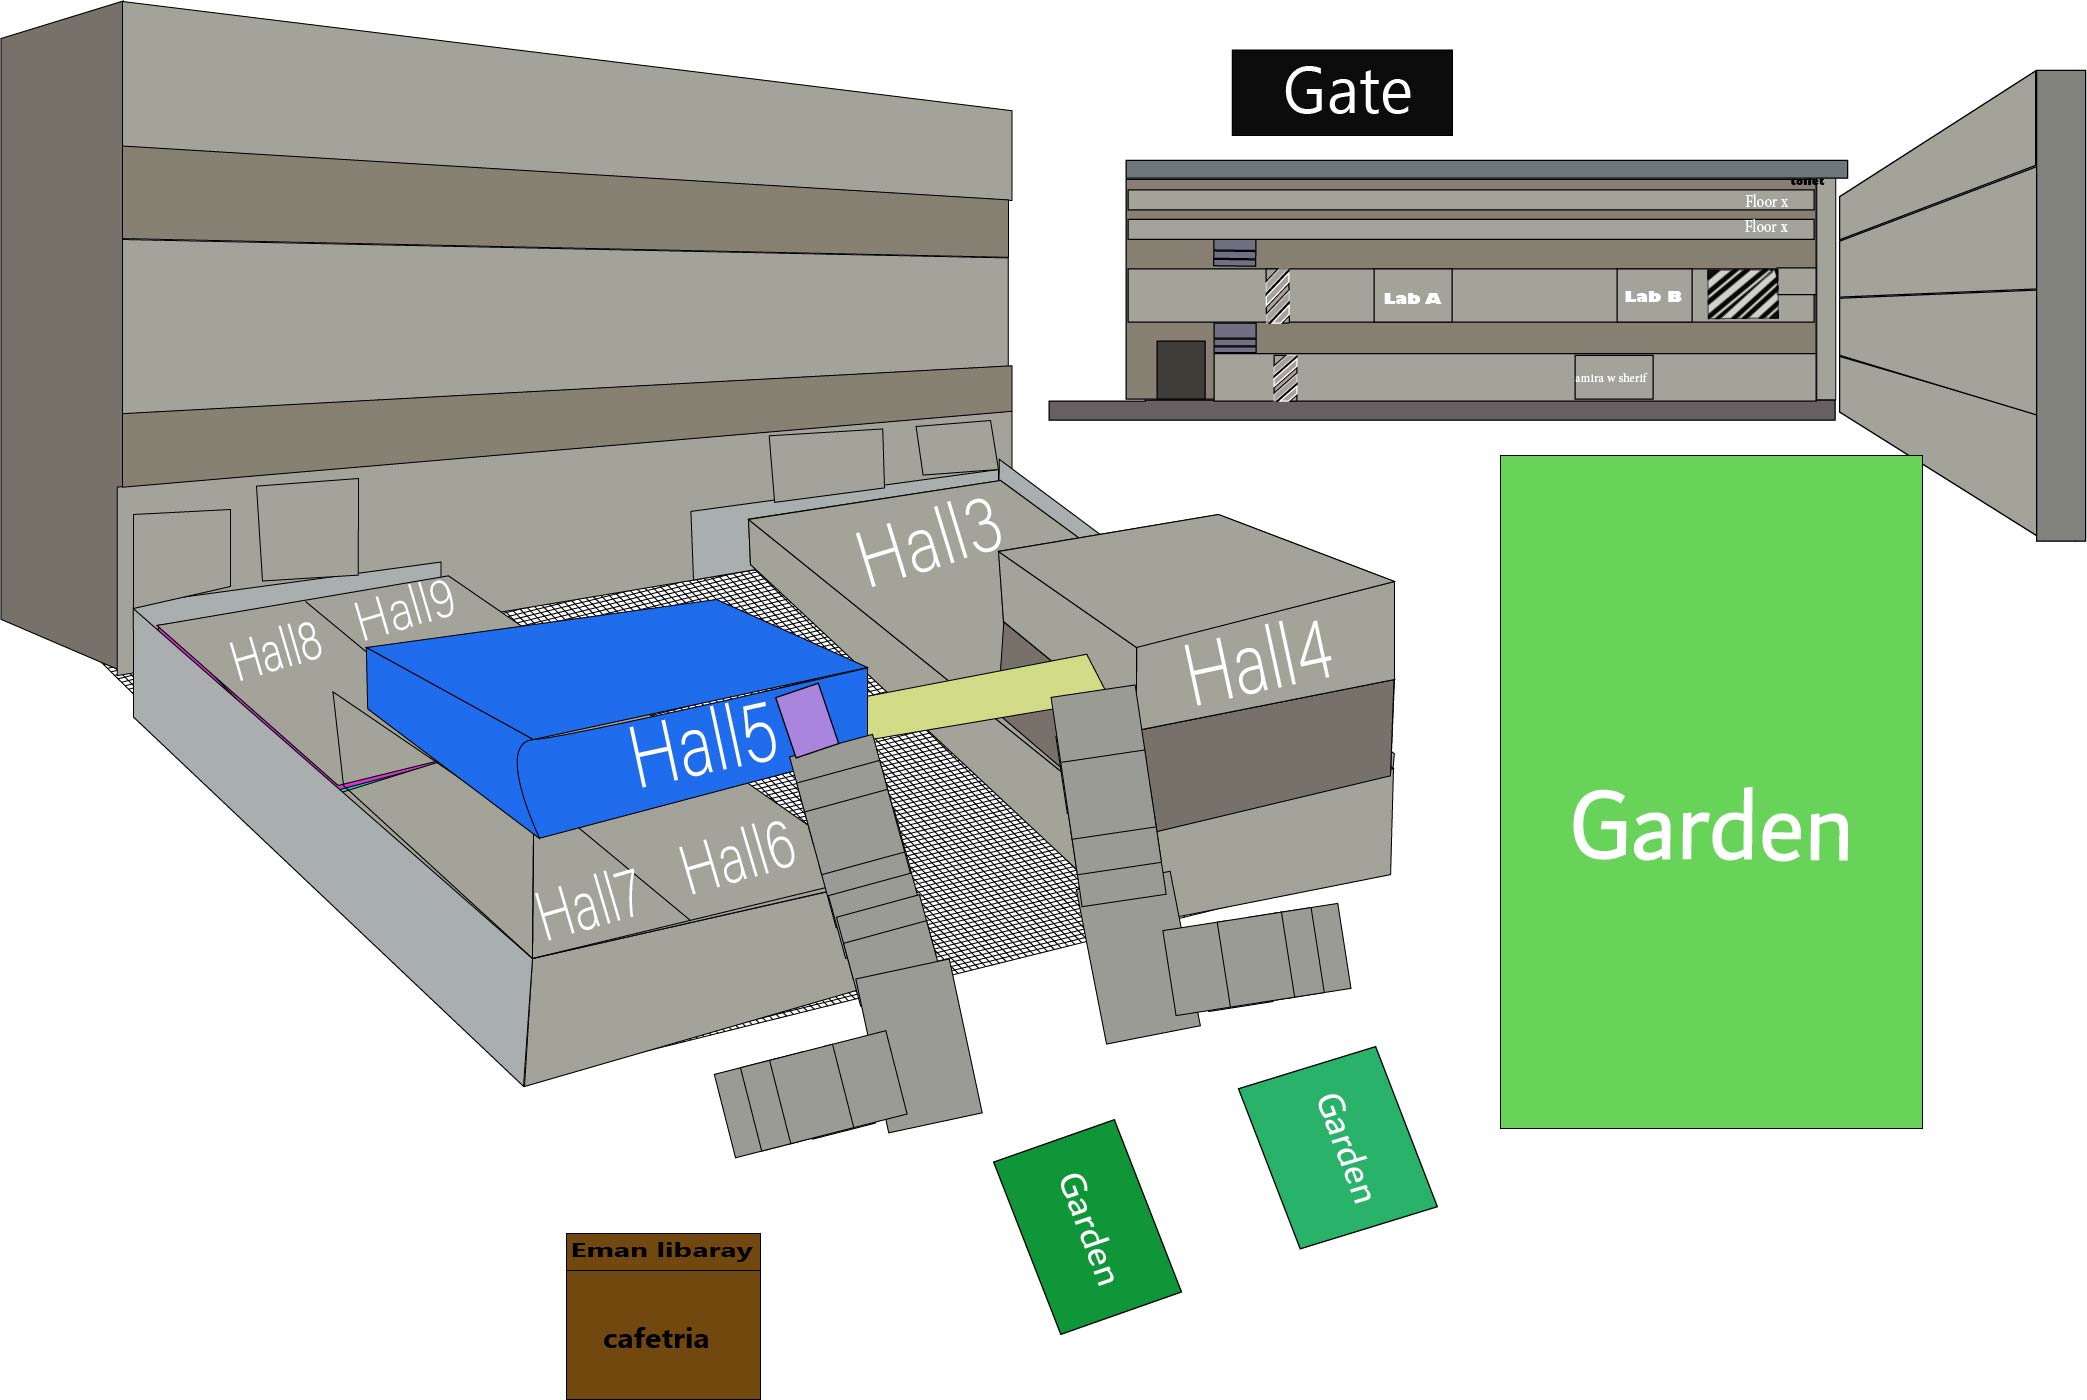 Gate
toilet
Floor x
Floor x
Lab A
Lab B
amira w sherif
Hall3
Hall9
Hall8
Hall4
Hall5
Hall6
Hall7
Garden
Garden
Garden
Eman libaray
cafetria